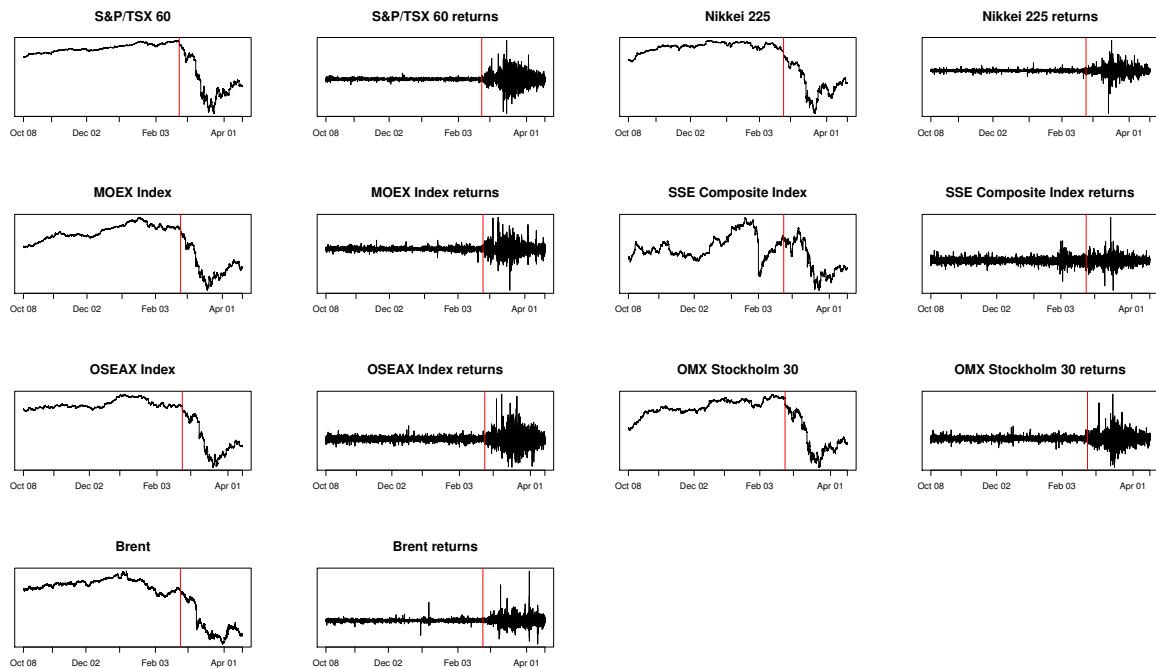 S&P/TSX 60 S&P/TSX 60 returns Nikkei 225 Nikkei 225 returns
Oct 08 Dec 02 Feb 03 Apr 01 Oct 08 Dec 02 Feb 03 Apr 01 Oct 08 Dec 02 Feb 03 Apr 01 Oct 08 Dec 02 Feb 03 Apr 01
MOEX Index MOEX Index returns SSE Composite Index SSE Composite Index returns
Oct 08 Dec 02 Feb 03 Apr 01 Oct 08 Dec 02 Feb 03 Apr 01 Oct 08 Dec 02 Feb 03 Apr 01 Oct 08 Dec 02 Feb 03 Apr 01
OSEAX Index OSEAX Index returns OMX Stockholm 30 OMX Stockholm 30 returns
Oct 08 Dec 02 Feb 03 Apr 01 Oct 08 Dec 02 Feb 03 Apr 01 Oct 08 Dec 02 Feb 03 Apr 01 Oct 08 Dec 02 Feb 03 Apr 01
Brent Brent returns
Oct 08 Dec 02 Feb 03 Apr 01 Oct 08 Dec 02 Feb 03 Apr 01